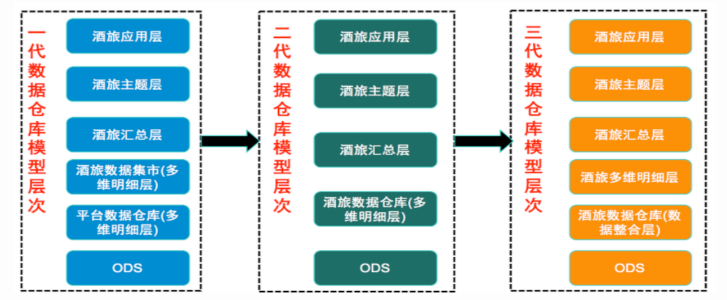 一代数据仓库模型层次
酒旅应用层
酒旅主题层
酒旅汇总层
酒旅数据集市(多
维明细层)
平台数据仓库(多
维明细层)
ODS
二代数据仓库模型层次
酒旅应用层
酒旅主题层
酒旅汇总层
酒旅数据仓库(多
维明细层)
ODS
三代数据仓库模型层次
酒旅应用层
酒旅主题层
酒旅汇总层
酒旅多维明细层
酒旅数据仓库(数
据整合层)
ODS